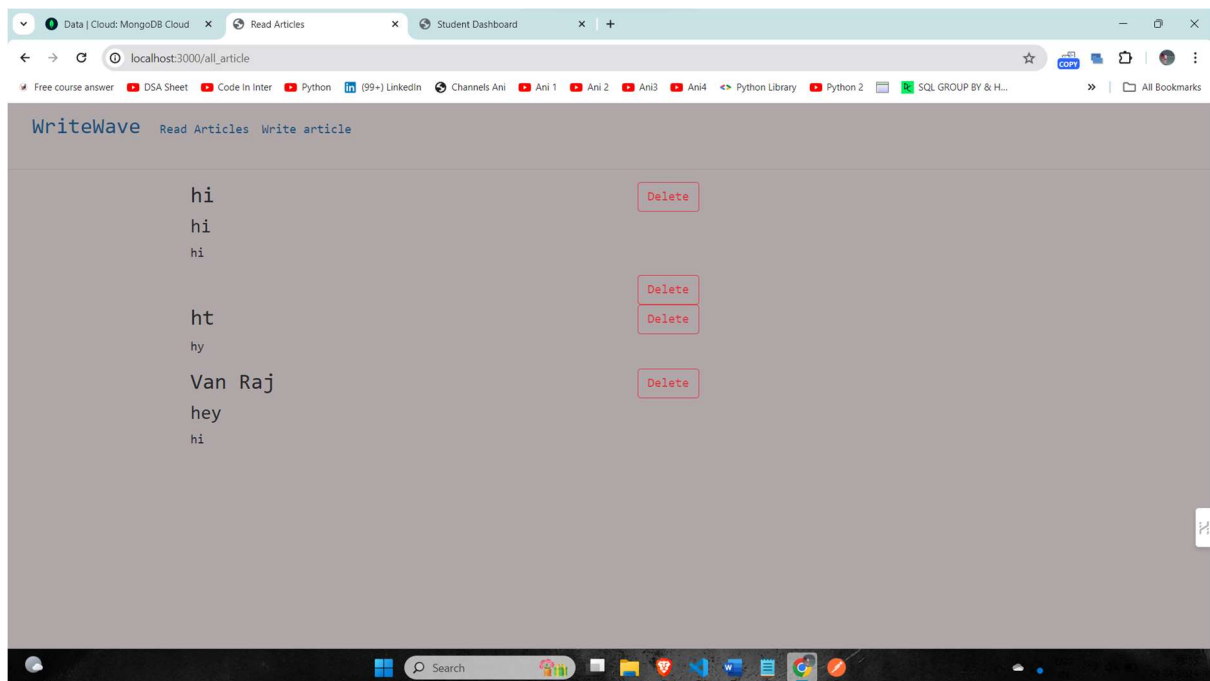 Data | Cloud: MongoDB Cloud Read Articles Student Dashboard
localhost:3000/all_article
COPY
Free course answer DSA Sheet Code In Inter Python (99+) LinkedIn Channels Ani Ani 1 Ani 2 Ani3 Ani4 Python Library Python 2 SQL GROUP BY & H... All Bookmarks
WriteWave Read Articles Write article
hi Delete
hi
hi
Delete
ht Delete
hy
Van Raj Delete
hey
hi
Search